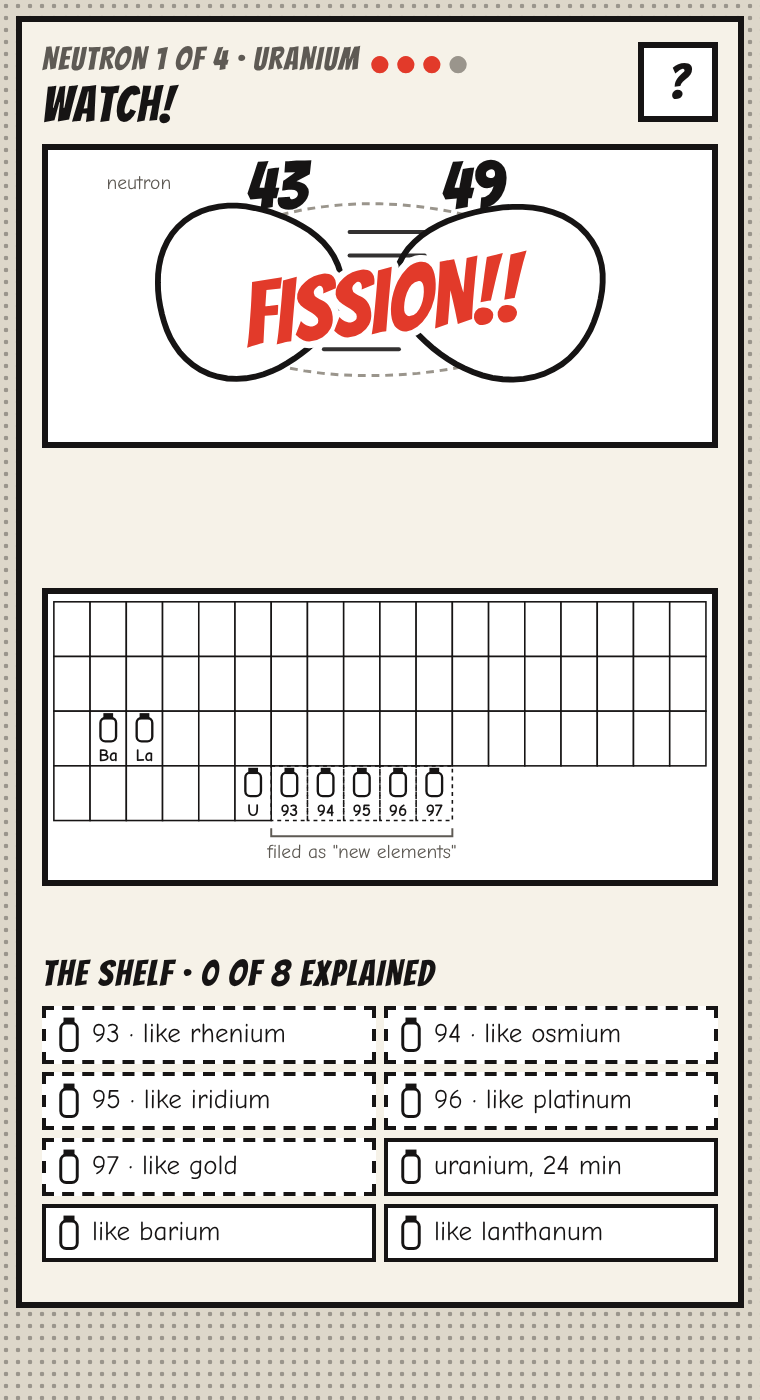 NEUTRON 1 OF 4 · URANIUM
WATCH!
?
neutron
43 49
FISSION!!
Ba La
U 93 94 95 96 97
filed as "new elements"
THE SHELF · 0 OF 8 EXPLAINED
93 · like rhenium
94 · like osmium
95 · like iridium
96 · like platinum
97 · like gold
uranium, 24 min
like barium
like lanthanum